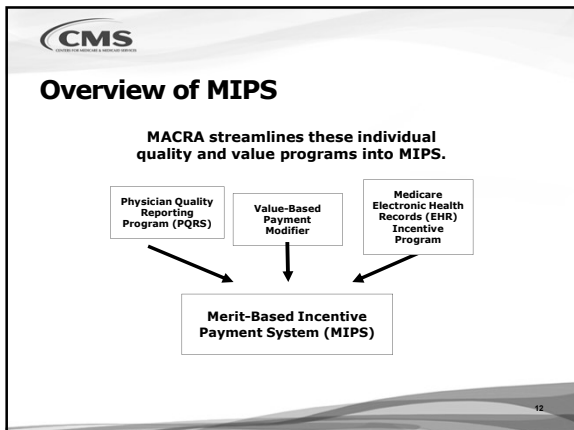 CMS
CENTERS FOR MEDICARE & MEDICAID SERVICES
Overview of MIPS
MACRA streamlines these individual
quality and value programs into MIPS.
Physician Quality
Reporting
Program (PQRS)
Value-Based
Payment
Modifier
Medicare
Electronic Health
Records (EHR)
Incentive
Program
Merit-Based Incentive
Payment System (MIPS)
12